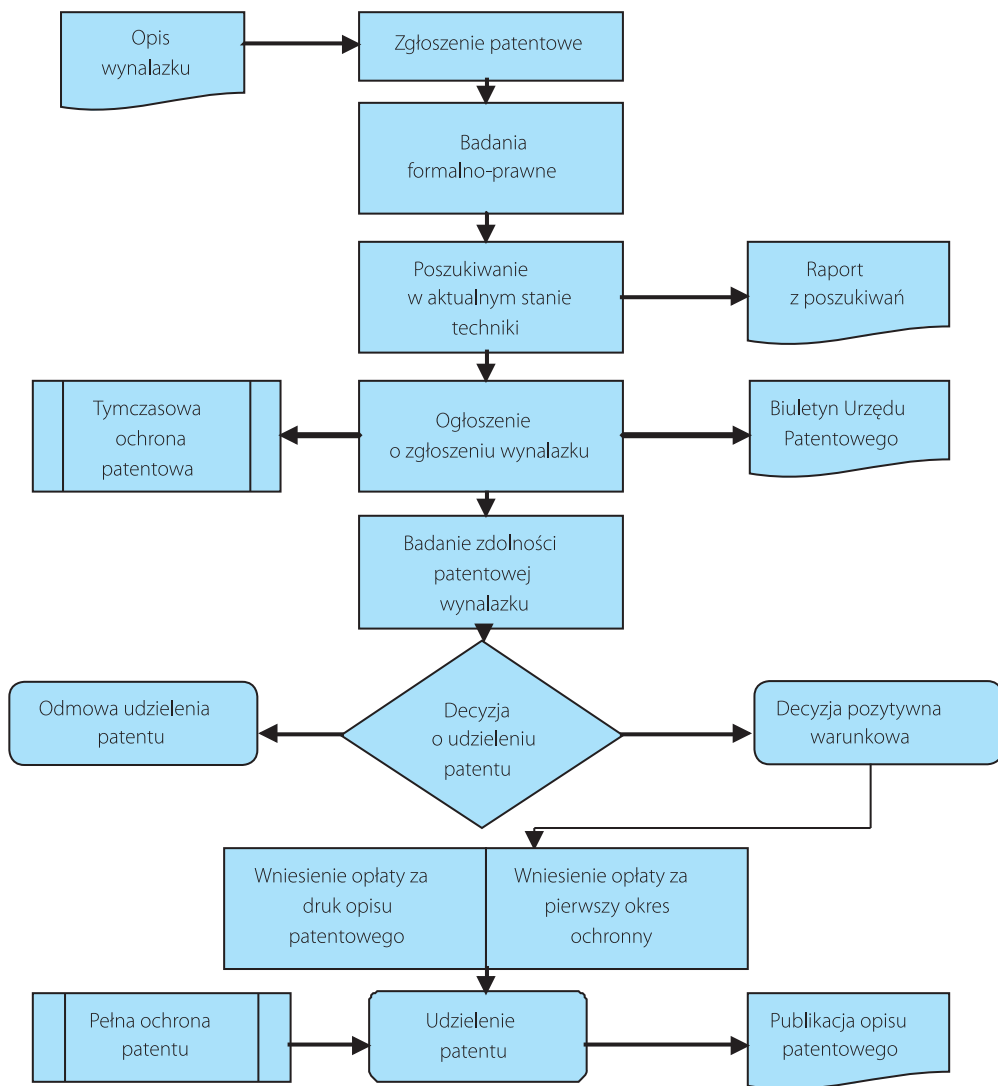 Opis
wynalazku
Zgłoszenie patentowe
Badania
formalno-prawne
Poszukiwanie
w aktualnym stanie
techniki
Raport
z poszukiwań
Tymczasowa
ochrona
patentowa
Ogłoszenie
o zgłoszeniu wynalazku
Biuletyn Urzędu
Patentowego
Badanie zdolności
patentowej
wynalazku
Odmowa udzielenia
patentu
Decyzja
o udzieleniu
patentu
Decyzja pozytywna
warunkowa
Wniesienie opłaty za
druk opisu
patentowego
Wniesienie opłaty za
pierwszy okres
ochronny
Pełna ochrona
patentu
Udzielenie
patentu
Publikacja opisu
patentowego